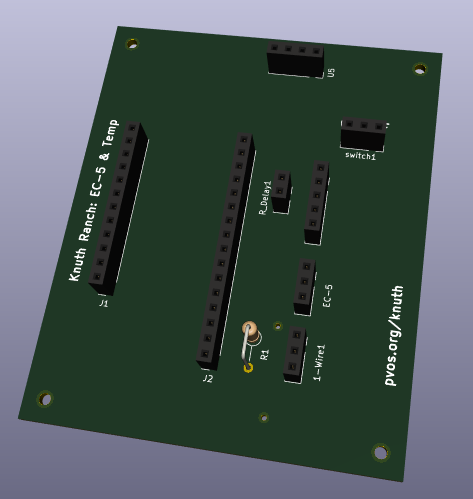 U5
switch1
Knuth Ranch: EC-5 & Temp
R_Delay1
EC-5
J1
pvos.org/knuth
R1
1-Wire1
J2